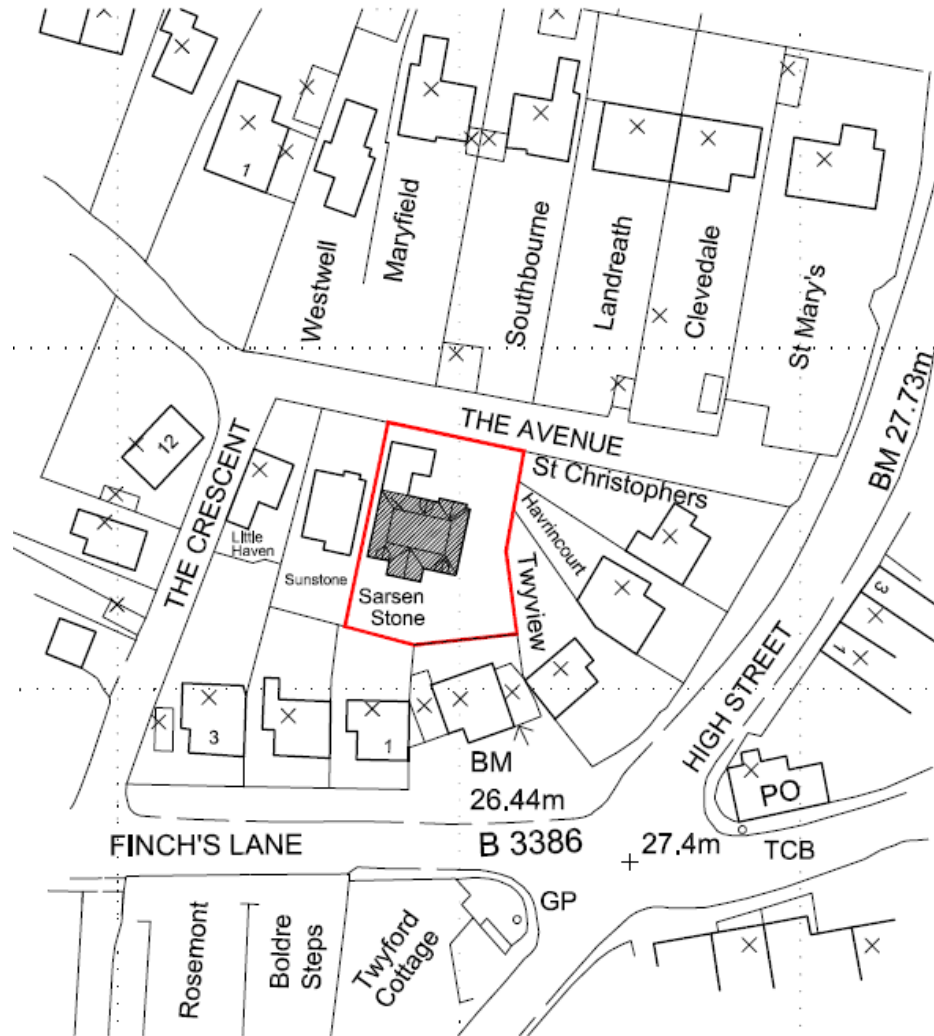 1
Westwell
Maryfield
Southbourne
Landreath
Clevedale
St Mary's
BM 27.73m
THE AVENUE
St Christophers
Havrincourt
Twyview
12
THE CRESCENT
Little
Haven
Sunstone
Sarsen
Stone
3
1
3
1
HIGH STREET
BM
26.44m
PO
FINCH'S LANE
B 3386
27.4m
TCB
GP
Rosemont
Boldre
Steps
Twyford
Cottage